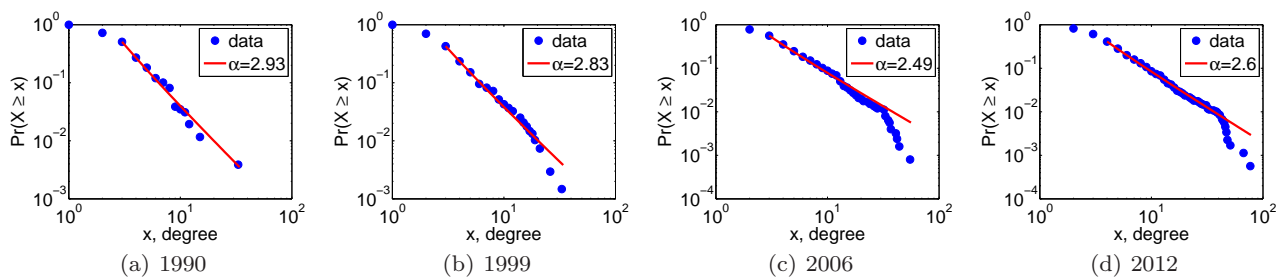 10^0
10^-1
10^-2
10^-3
10^0
10^1
10^2
Pr(X ≥ x)
x, degree
data
α=2.93
(a) 1990
10^0
10^-1
10^-2
10^-3
10^0
10^1
10^2
Pr(X ≥ x)
x, degree
data
α=2.83
(b) 1999
10^0
10^-1
10^-2
10^-3
10^-4
10^0
10^1
10^2
Pr(X ≥ x)
x, degree
data
α=2.49
(c) 2006
10^0
10^-1
10^-2
10^-3
10^-4
10^0
10^1
10^2
Pr(X ≥ x)
x, degree
data
α=2.6
(d) 2012